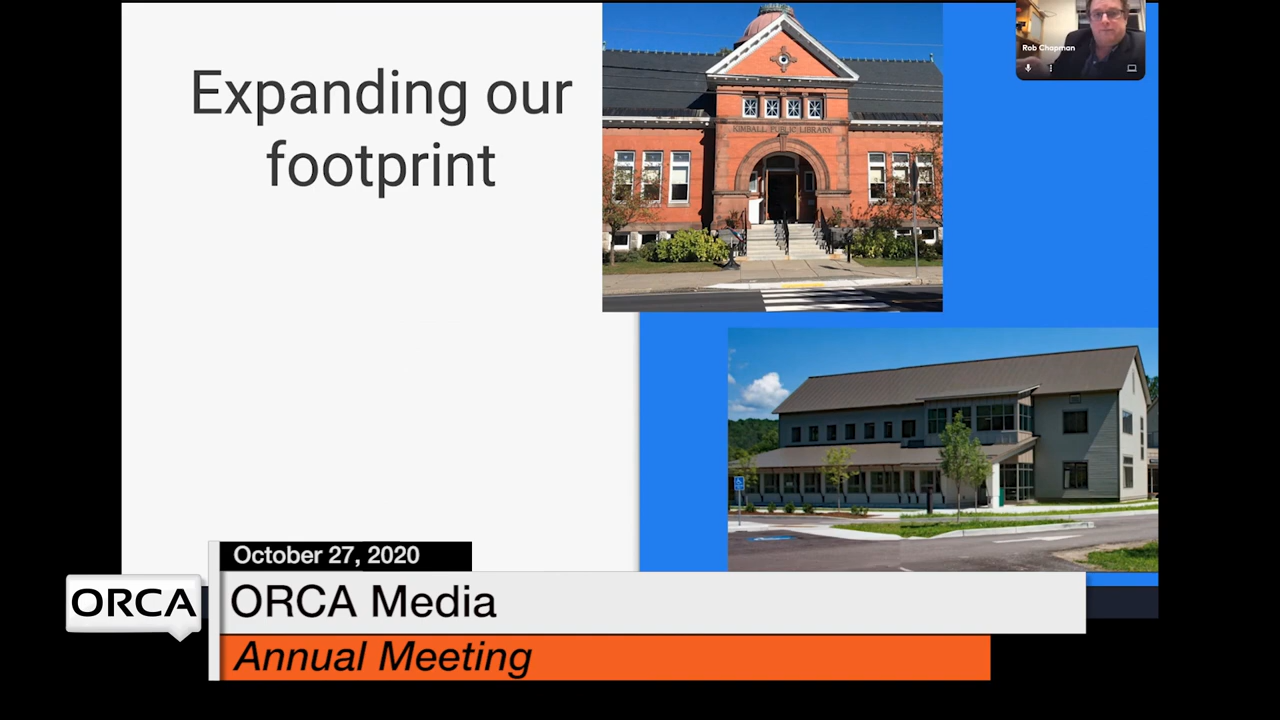 Expanding our
footprint
KIMBALL PUBLIC LIBRARY
Rob Chapman
October 27, 2020
ORCA
ORCA Media
Annual Meeting